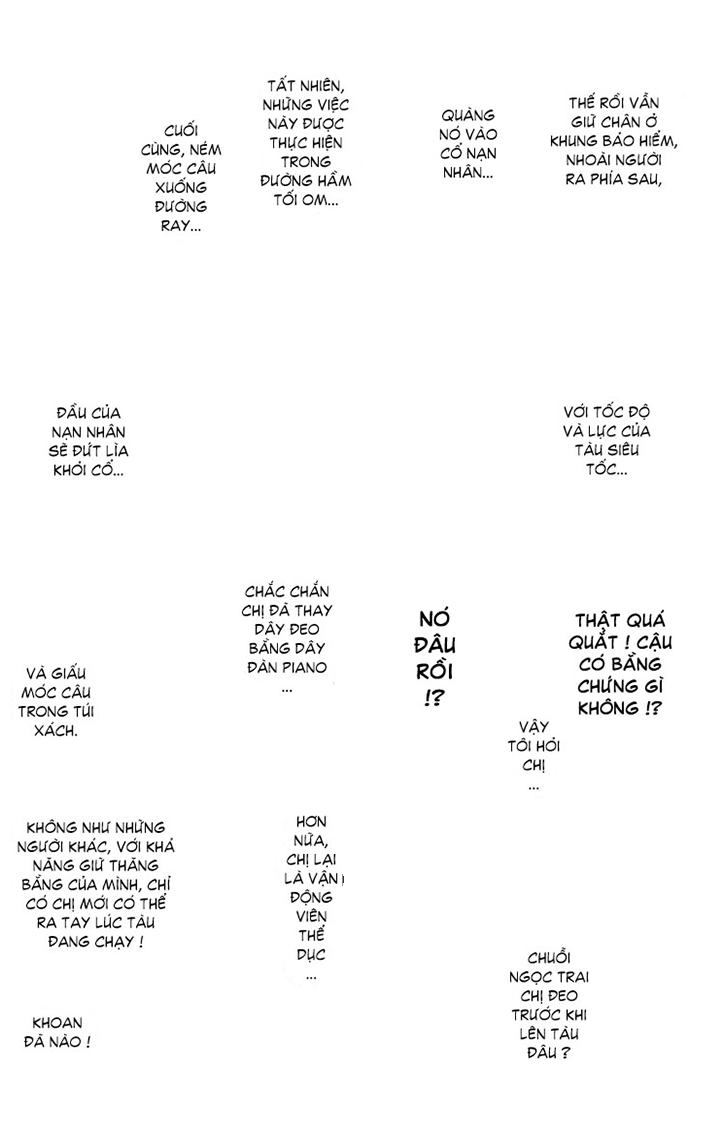 THẾ RỒI VẪN
GIỮ CHÂN Ở
KHUNG BẢO HIỂM,
NHOÀI NGƯỜI
RA PHÍA SAU,
QUÀNG
NÓ VÀO
CỔ NẠN
NHÂN...
TẤT NHIÊN,
NHỮNG VIỆC
NÀY ĐƯỢC
THỰC HIỆN
TRONG
ĐƯỜNG HẦM
TỐI OM...
CUỐI
CÙNG, NÉM
MÓC CÂU
XUỐNG
ĐƯỜNG
RAY...
VỚI TỐC ĐỘ
VÀ LỰC CỦA
TÀU SIÊU
TỐC...
ĐẦU CỦA
NẠN NHÂN
SẼ ĐỨT LÌA
KHỎI CỔ...
THẬT QUÁ
QUẮT ! CẬU
CÓ BẰNG
CHỨNG GÌ
KHÔNG !?
VẬY
TÔI HỎI
CHỊ
...
NÓ
ĐÂU
RỒI
!?
CHẮC CHẮN
CHỊ ĐÃ THAY
DÂY ĐEO
BẰNG DÂY
ĐÀN PIANO
...
VÀ GIẤU
MÓC CÂU
TRONG TÚI
XÁCH.
CHUỖI
NGỌC TRAI
CHỊ ĐEO
TRƯỚC KHI
LÊN TÀU
ĐÂU ?
HƠN
NỮA,
CHỊ LẠI
LÀ VẬN
ĐỘNG
VIÊN
THỂ
DỤC
...
KHÔNG NHƯ NHỮNG
NGƯỜI KHÁC, VỚI KHẢ
NĂNG GIỮ THĂNG
BẰNG CỦA MÌNH, CHỈ
CÓ CHỊ MỚI CÓ THỂ
RA TAY LÚC TÀU
ĐANG CHẠY !
KHOAN
ĐÃ NÀO !